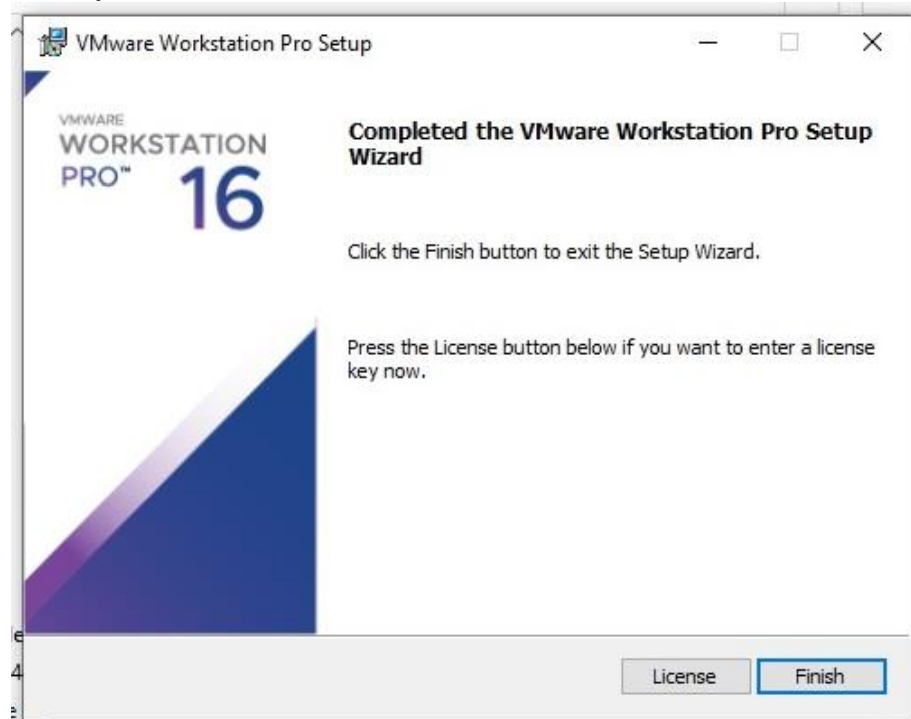 VMware Workstation Pro Setup
VMWARE
WORKSTATION
PRO™ 16
Completed the VMware Workstation Pro Setup
Wizard
Click the Finish button to exit the Setup Wizard.
Press the License button below if you want to enter a license
key now.
License
Finish